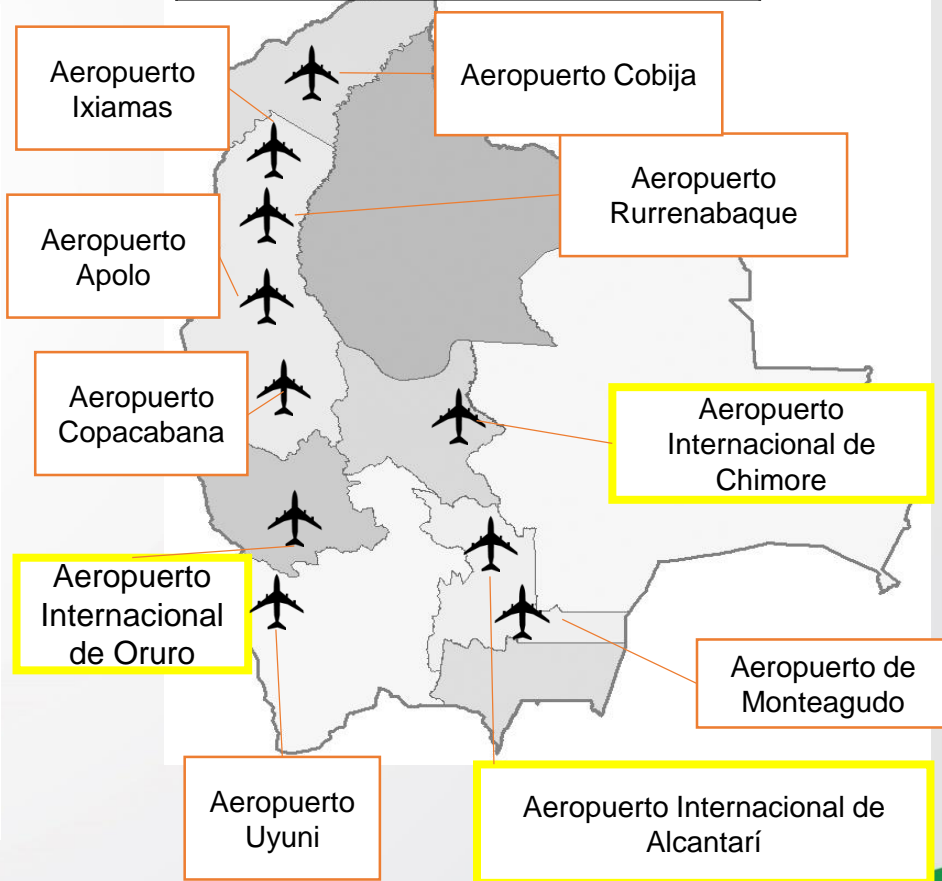 Aeropuerto
Ixiamas
Aeropuerto Cobija
Aeropuerto
Rurrenabaque
Aeropuerto
Apolo
Aeropuerto
Copacabana
Aeropuerto
Internacional de
Chimore
Aeropuerto
Internacional
de Oruro
Aeropuerto de
Monteagudo
Aeropuerto
Uyuni
Aeropuerto Internacional de
Alcantarí